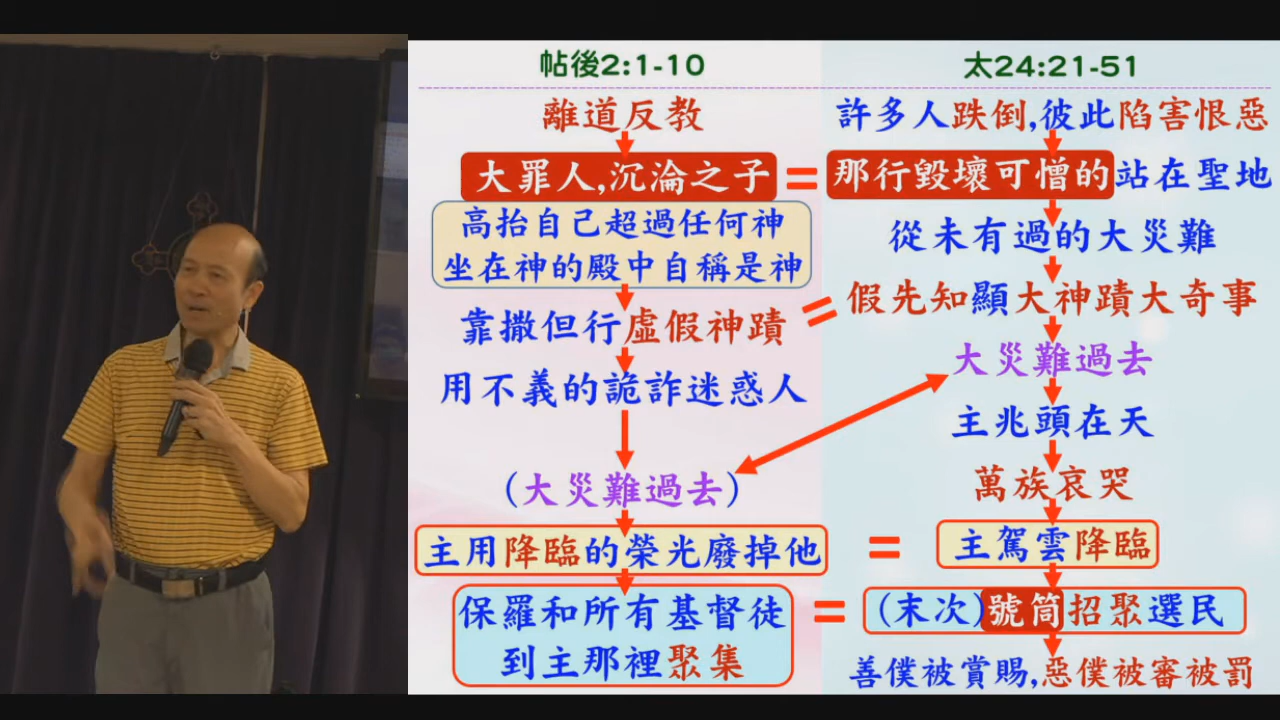 帖後2:1-10
離道反教
大罪人,沉淪之子
高抬自己超過任何神
坐在神的殿中自稱是神
靠撒但行虛假神蹟
用不義的詭詐迷惑人
(大災難過去)
主用降臨的榮光廢掉他
保羅和所有基督徒
到主那裡聚集
=
=
=
=
太24:21-51
許多人跌倒,彼此陷害恨惡
那行毀壞可憎的站在聖地
從未有過的大災難
假先知顯大神蹟大奇事
大災難過去
主兆頭在天
萬族哀哭
主駕雲降臨
(末次)號筒招聚選民
善僕被賞賜,惡僕被審被罰